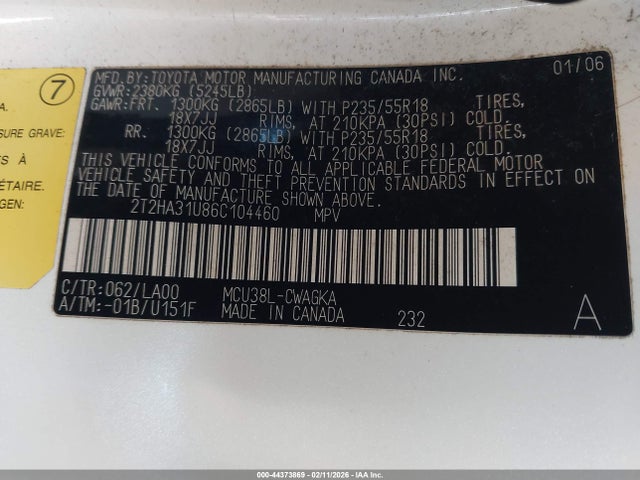 MFD.BY:TOYOTA MOTOR MANUFACTURING CANADA INC. 01/06
GVWR:2380KG (5245LB)
GAWR:FRT. 1300KG (2865LB) WITH P235/55R18 TIRES,
18X7JJ RIMS, AT 210KPA (30PSI) COLD.
RR. 1300KG (2865LB) WITH P235/55R18 TIRES,
18X7JJ RIMS, AT 210KPA (30PSI) COLD.
THIS VEHICLE CONFORMS TO ALL APPLICABLE FEDERAL MOTOR
VEHICLE SAFETY AND THEFT PREVENTION STANDARDS IN EFFECT ON
THE DATE OF MANUFACTURE SHOWN ABOVE.
2T2HA31U86C104460 MPV
C/TR:062/LA00 MCU38L-CWAGKA
A/TM:-01B/U151F MADE IN CANADA 232 A
7
A.
SURE GRAVE:
ÈS À
ÉTAIRE.
GEN:
000-44373869 - 02/11/2026 - IAAI Inc.